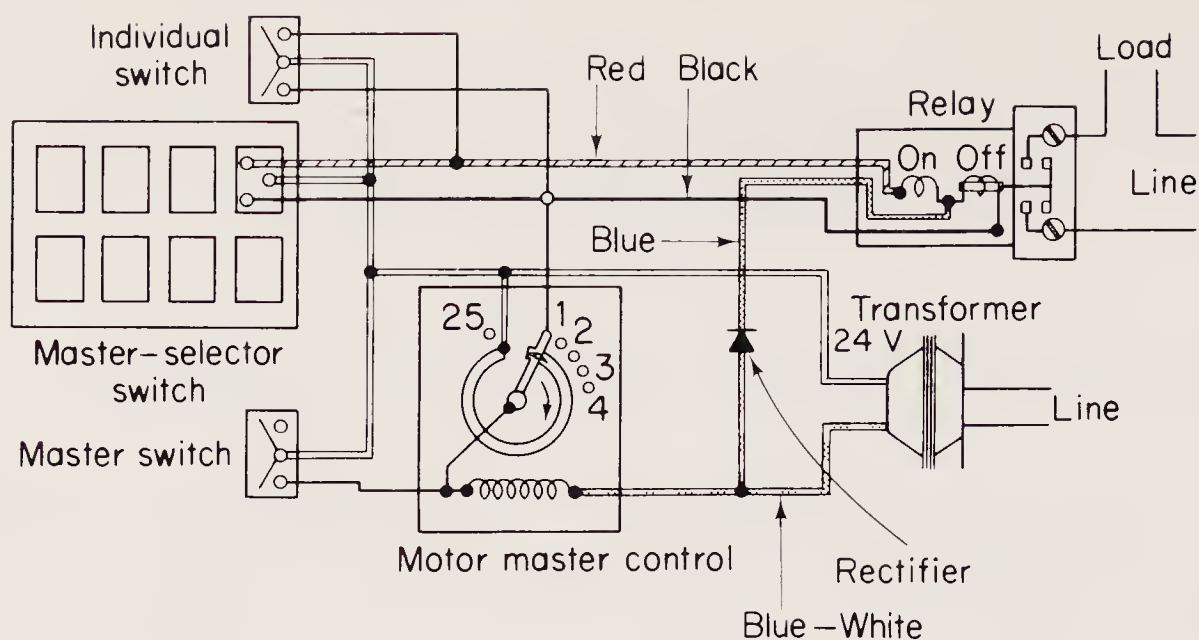 Individual
switch
Red
Black
Load
Relay
On
Off
Line
Blue
Master-selector
switch
25
1
2
3
4
Transformer
24 V
Line
Master switch
Motor master control
Rectifier
Blue-White